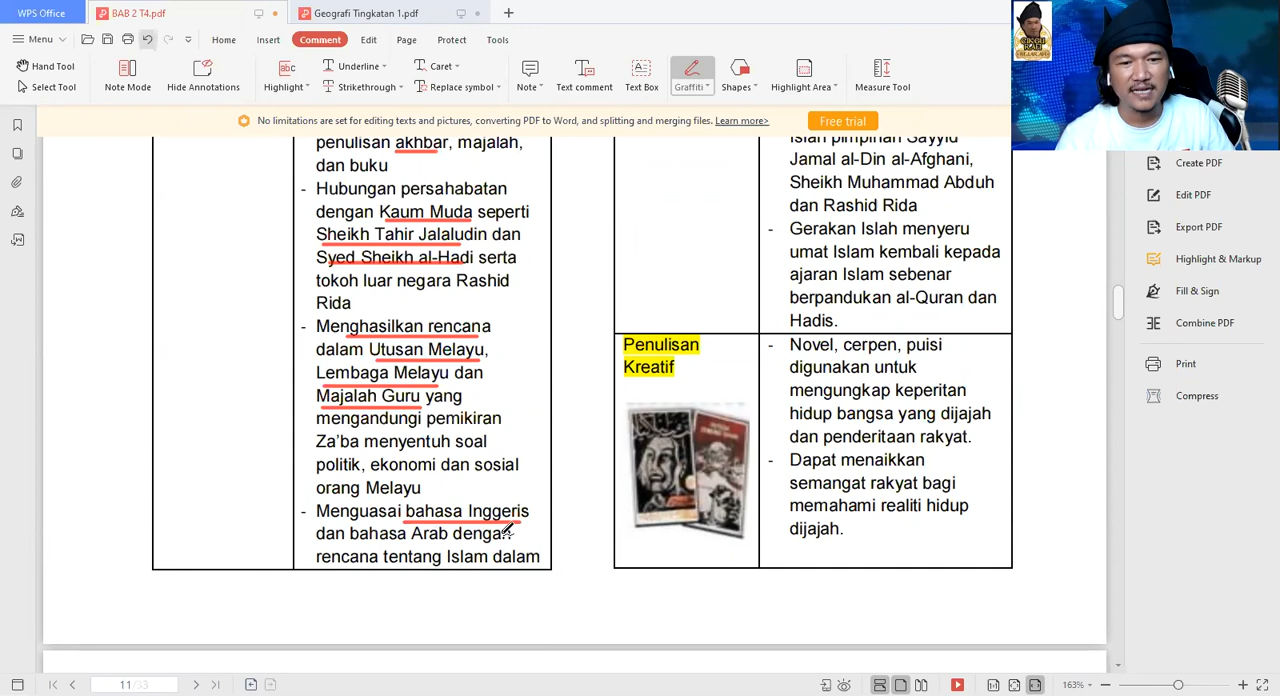 WPS Office
BAB 2 T4.pdf
Geografi Tingkatan 1.pdf
Menu
Home
Insert
Comment
Edit
Page
Protect
Tools
Hand Tool
Select Tool
Note Mode
Hide Annotations
Highlight
Underline
Strikethrough
Caret
Replace symbol
Note
Text comment
Text Box
Graffiti
Shapes
Highlight Area
Measure Tool
No limitations are set for editing texts and pictures, converting PDF to Word, and splitting and merging files. Learn more>
Free trial
penulisan akhbar, majalah,
dan buku
- Hubungan persahabatan
dengan Kaum Muda seperti
Sheikh Tahir Jalaludin dan
Syed Sheikh al-Hadi serta
tokoh luar negara Rashid
Rida
- Menghasilkan rencana
dalam Utusan Melayu,
Lembaga Melayu dan
Majalah Guru yang
mengandungi pemikiran
Za'ba menyentuh soal
politik, ekonomi dan sosial
orang Melayu
- Menguasai bahasa Inggeris
dan bahasa Arab dengan
rencana tentang Islam dalam
Islah pimpinan Sayyid
Jamal al-Din al-Afghani,
Sheikh Muhammad Abduh
dan Rashid Rida
- Gerakan Islah menyeru
umat Islam kembali kepada
ajaran Islam sebenar
berpandukan al-Quran dan
Hadis.
Penulisan
Kreatif
- Novel, cerpen, puisi
digunakan untuk
mengungkap keperitan
hidup bangsa yang dijajah
dan penderitaan rakyat.
- Dapat menaikkan
semangat rakyat bagi
memahami realiti hidup
dijajah.
Create PDF
Edit PDF
Export PDF
Highlight & Markup
Fill & Sign
Combine PDF
Print
Compress
11/33
163%